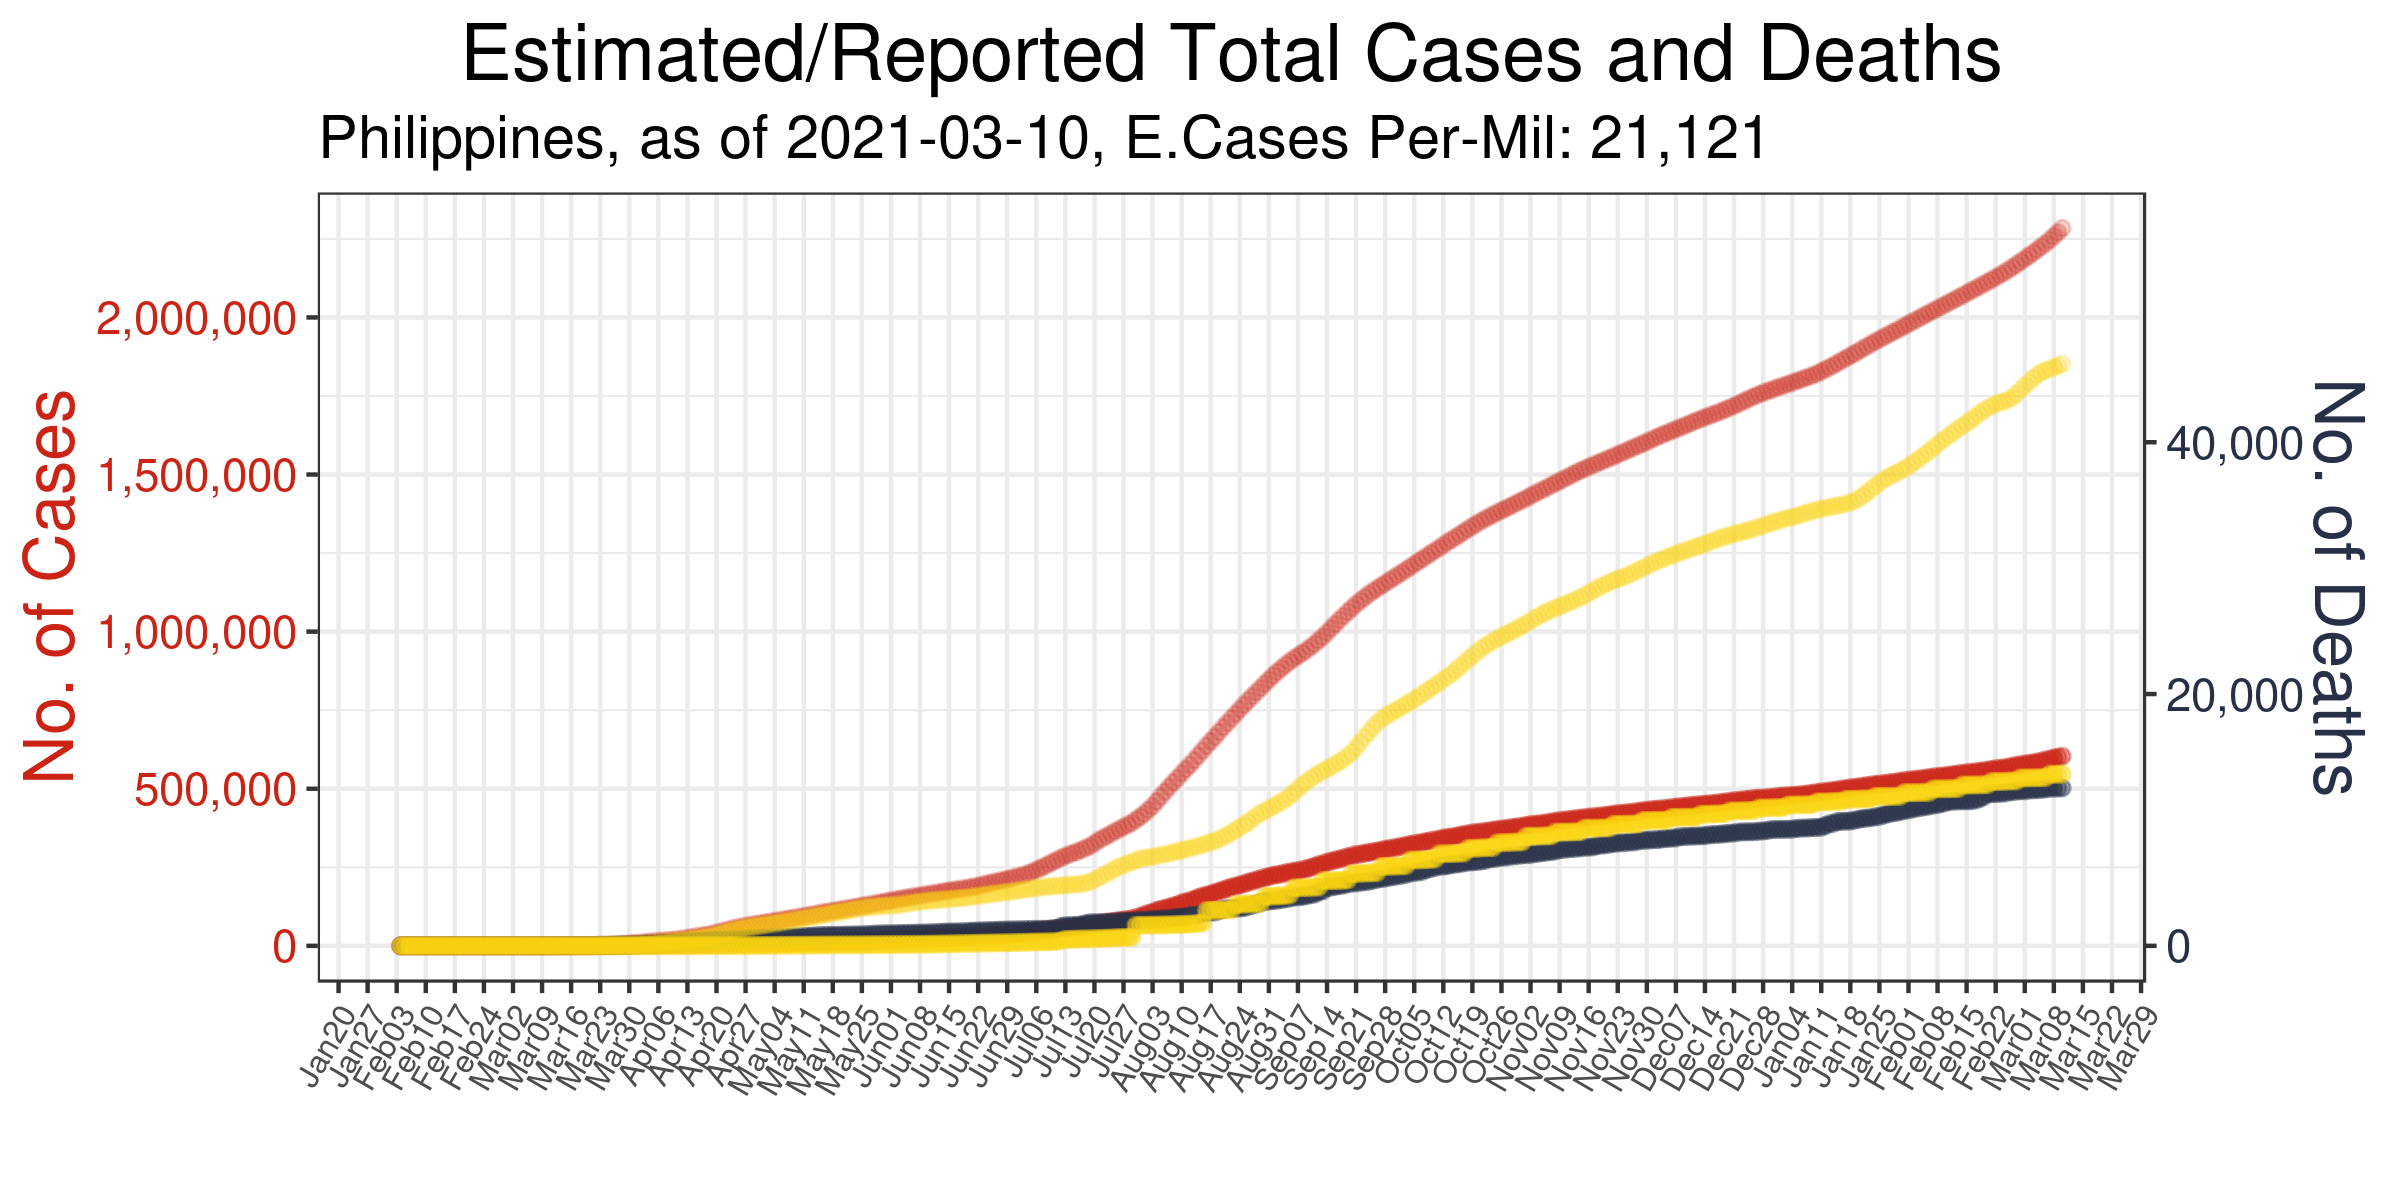 Estimated/Reported Total Cases and Deaths
Philippines, as of 2021-03-10, E.Cases Per-Mil: 21,121
No. of Cases
2,000,000
1,500,000
1,000,000
500,000
0
40,000
20,000
0
No. of Deaths
Jan20
Jan27
Feb03
Feb10
Feb17
Feb24
Mar02
Mar09
Mar16
Mar23
Mar30
Apr06
Apr13
Apr20
Apr27
May04
May11
May18
May25
Jun01
Jun08
Jun15
Jun22
Jun29
Jul06
Jul13
Jul20
Jul27
Aug03
Aug10
Aug17
Aug24
Aug31
Sep07
Sep14
Sep21
Sep28
Oct05
Oct12
Oct19
Oct26
Nov02
Nov09
Nov16
Nov23
Nov30
Dec07
Dec14
Dec21
Dec28
Jan04
Jan11
Jan18
Jan25
Feb01
Feb08
Feb15
Feb22
Mar01
Mar08
Mar15
Mar22
Mar29